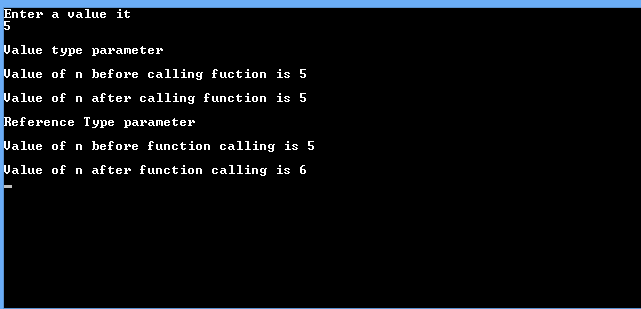 Enter a value it
5
Value type parameter
Value of n before calling fuction is 5
Value of n after calling function is 5
Reference Type parameter
Value of n before function calling is 5
Value of n after function calling is 6